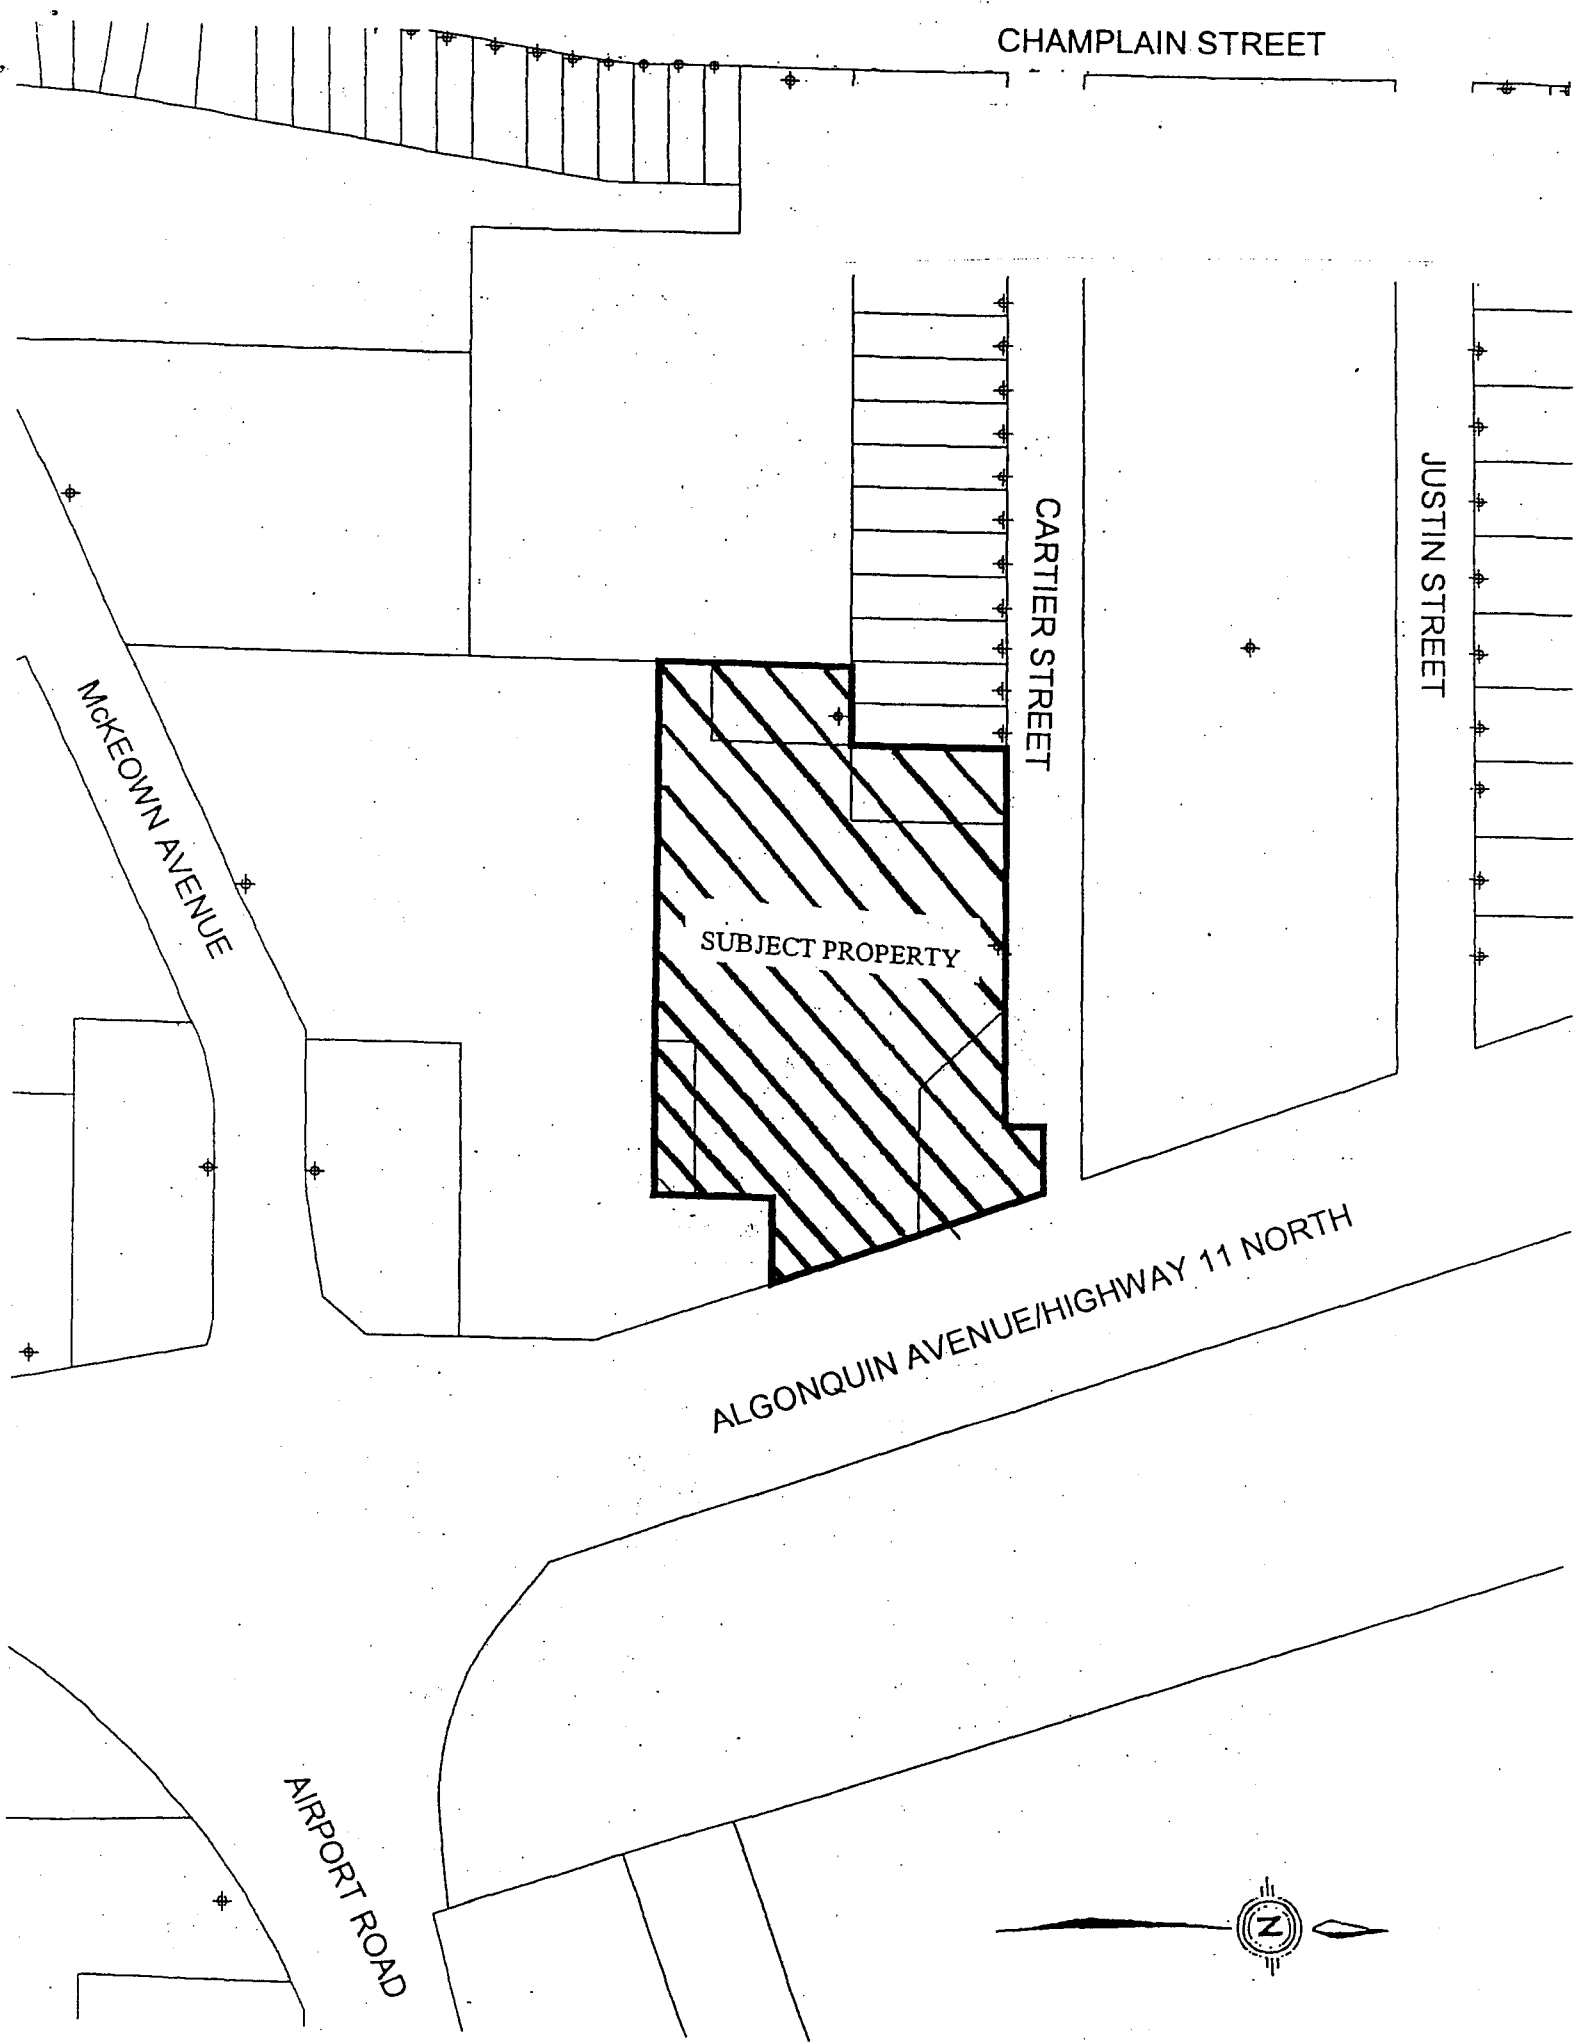 CHAMPLAIN STREET
CARTIER STREET
JUSTIN STREET
McKEOWN AVENUE
SUBJECT PROPERTY
ALGONQUIN AVENUE/HIGHWAY 11 NORTH
AIRPORT ROAD
N